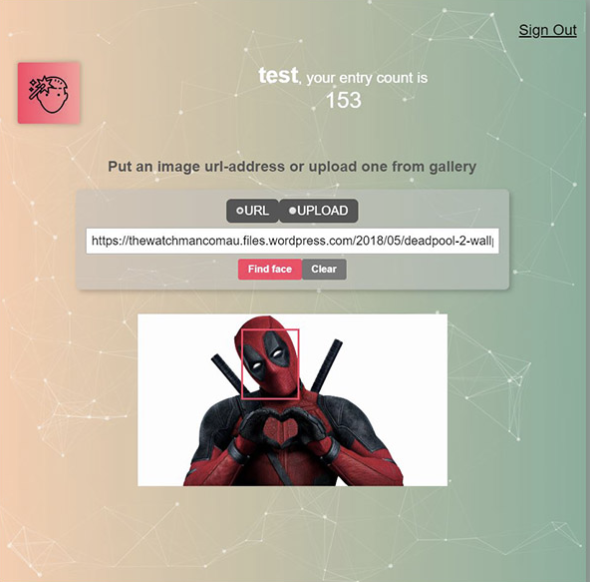 Sign Out
test, your entry count is
153
Put an image url-address or upload one from gallery
URL UPLOAD
https://thewatchmancomau.files.wordpress.com/2018/05/deadpool-2-wall
Find face Clear